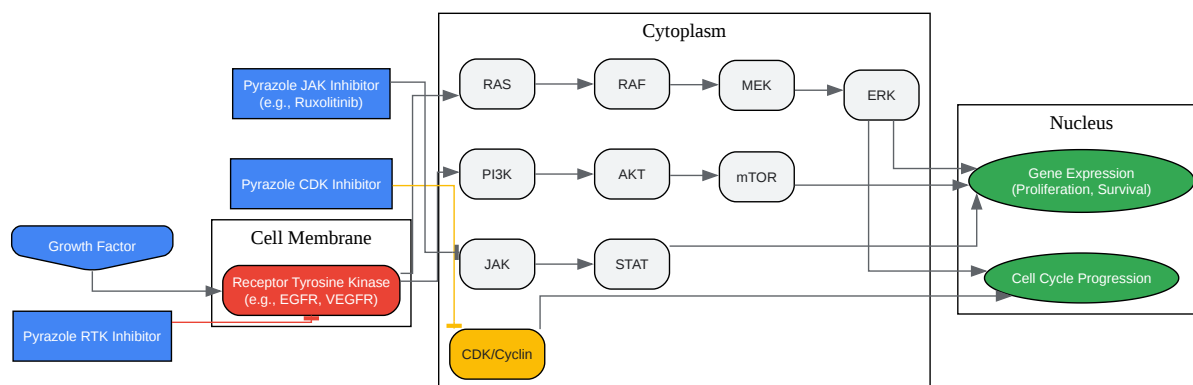 Cytoplasm
Pyrazole JAK Inhibitor
(e.g., Ruxolitinib)
RAS
RAF
MEK
ERK
Nucleus
Pyrazole CDK Inhibitor
PI3K
AKT
mTOR
Gene Expression
(Proliferation, Survival)
Cell Membrane
Growth Factor
Receptor Tyrosine Kinase
(e.g., EGFR, VEGFR)
JAK
STAT
Cell Cycle Progression
Pyrazole RTK Inhibitor
CDK/Cyclin